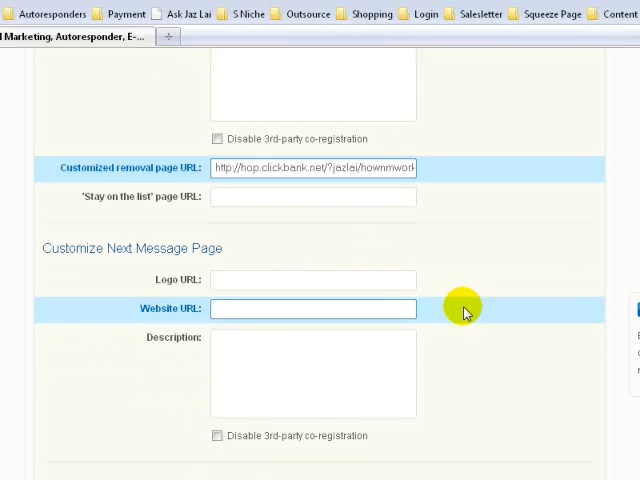 Autoresponders Payment Ask Jaz Lai S Niche Outsource Shopping Login Salesletter Squeeze Page Content
l Marketing, Autoresponder, E-...
Disable 3rd-party co-registration
Customized removal page URL: http://hop.clickbank.net/?jazlai/hownmwork
'Stay on the list' page URL:
Customize Next Message Page
Logo URL:
Website URL:
Description:
Disable 3rd-party co-registration